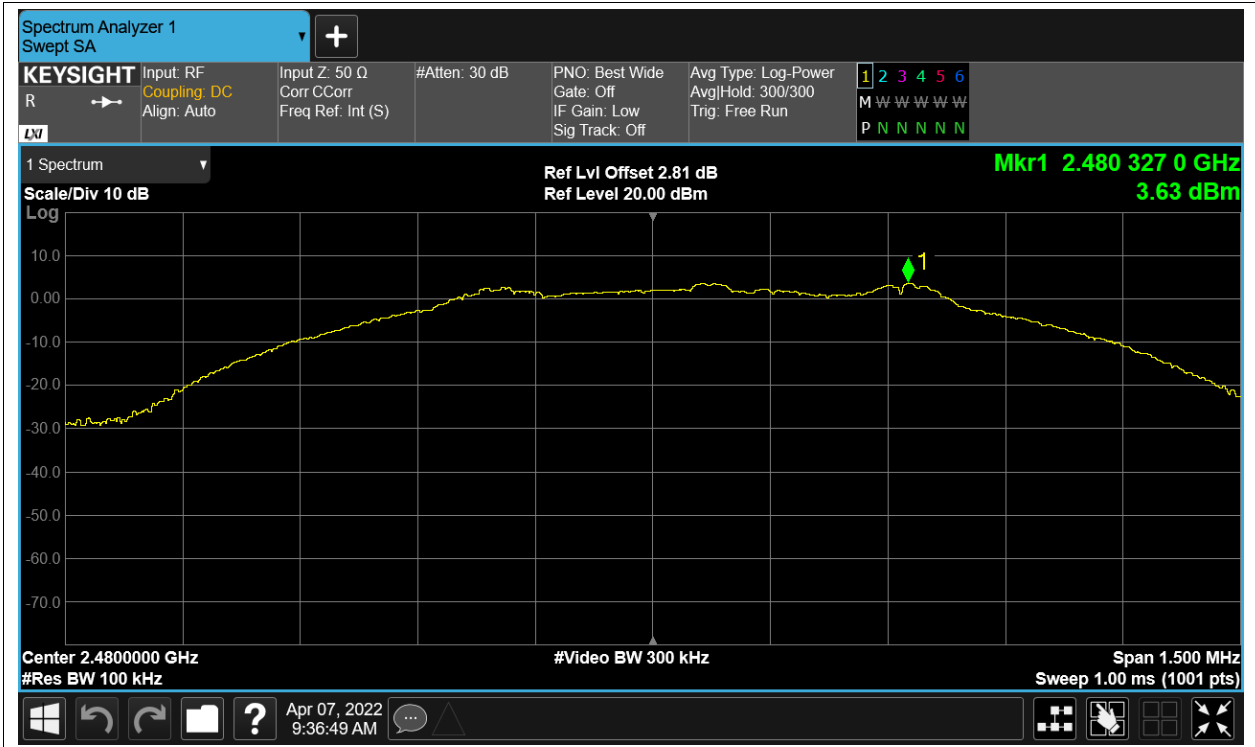 Spectrum Analyzer 1
Swept SA
KEYSIGHT
R
LXI
Input: RF
Coupling: DC
Align: Auto
Input Z: 50 Ω
Corr CCorr
Freq Ref: Int (S)
#Atten: 30 dB
PNO: Best Wide
Gate: Off
IF Gain: Low
Sig Track: Off
Avg Type: Log-Power
Avg|Hold: 300/300
Trig: Free Run
1 2 3 4 5 6
M W W W W W W
P N N N N N N
1 Spectrum
Scale/Div 10 dB
Log
Ref Lvl Offset 2.81 dB
Ref Level 20.00 dBm
Mkr1 2.480 327 0 GHz
3.63 dBm
1
10.0
0.00
-10.0
-20.0
-30.0
-40.0
-50.0
-60.0
-70.0
Center 2.4800000 GHz
#Video BW 300 kHz
Span 1.500 MHz
#Res BW 100 kHz
Sweep 1.00 ms (1001 pts)
?
Apr 07, 2022
9:36:49 AM